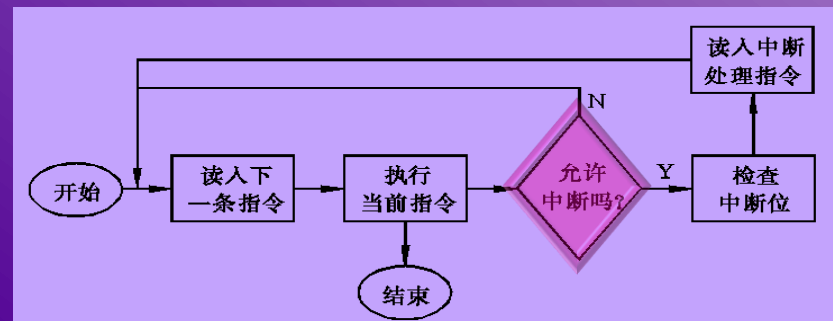 读入中断
处理指令
N
开始
读入下
一条指令
执行
当前指令
允许
中断吗?
Y
检查
中断位
结束